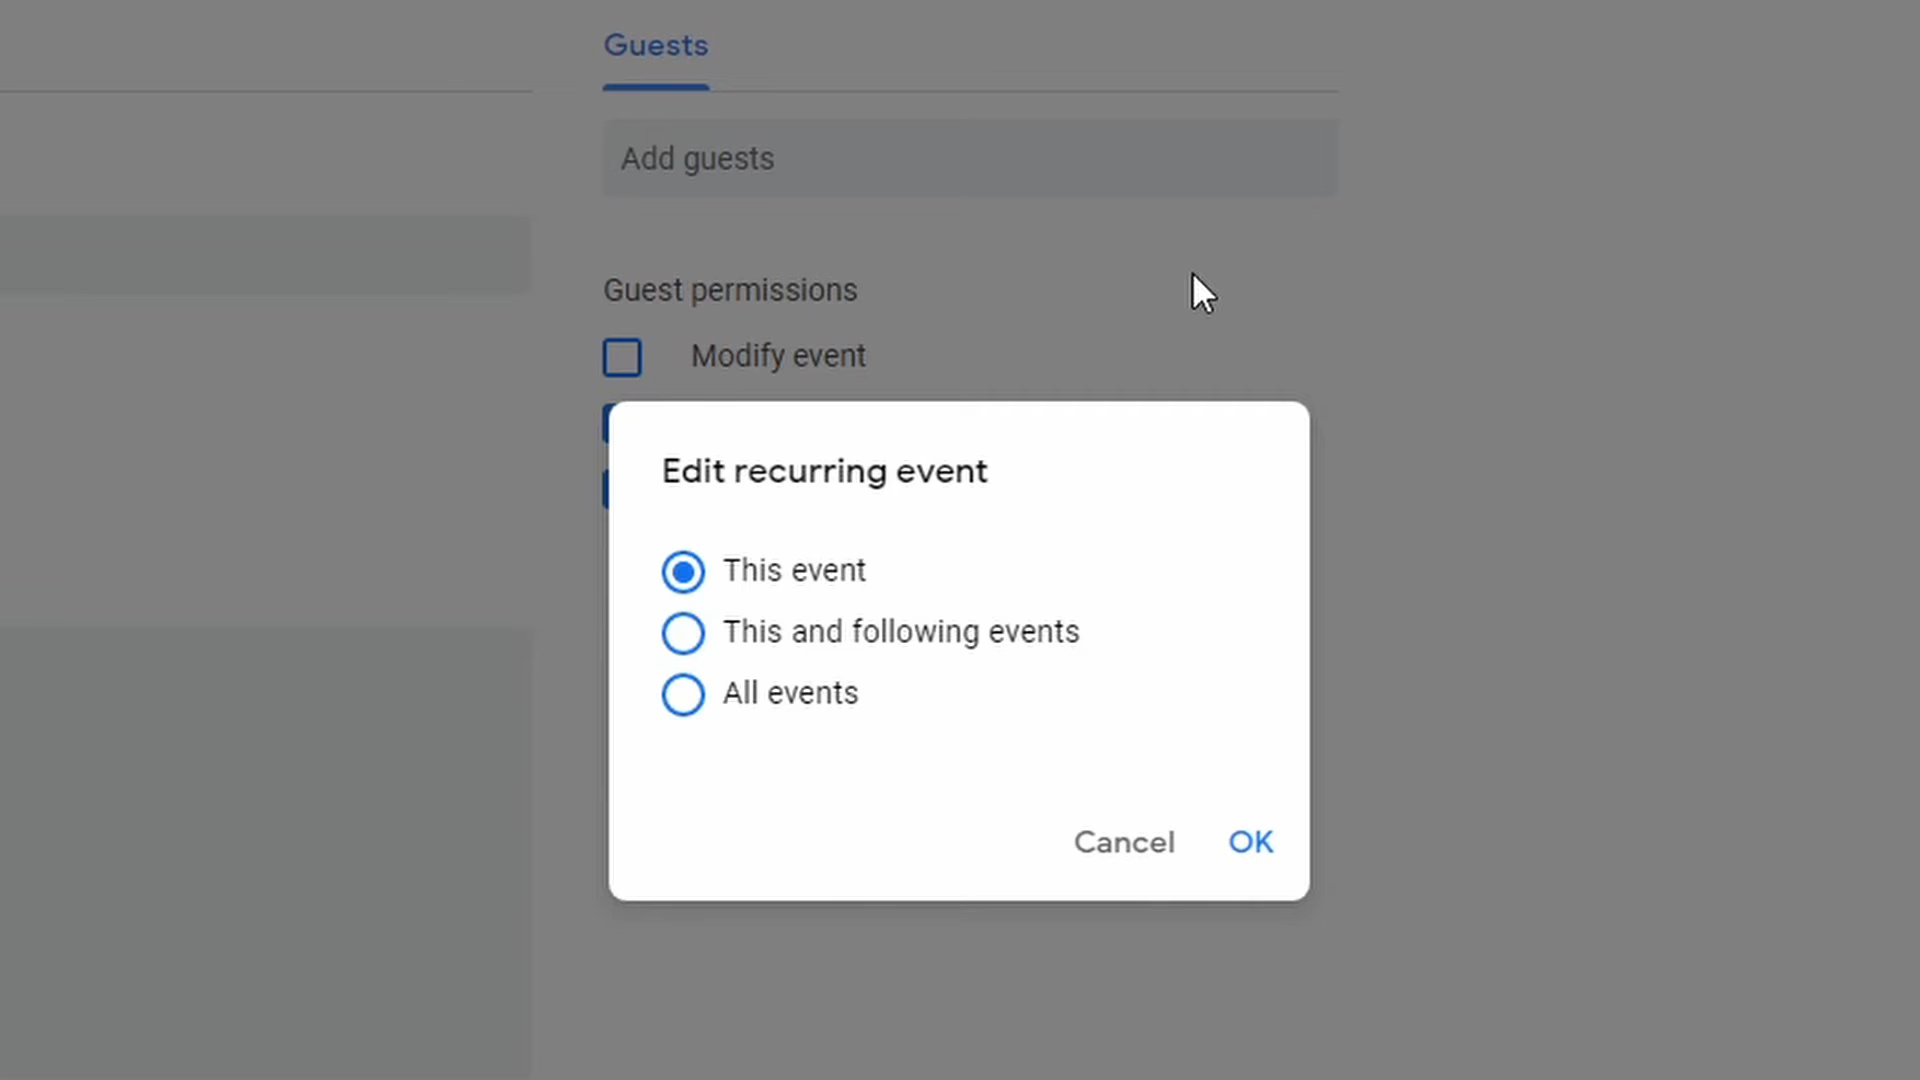 Guests
Add guests
Guest permissions
Modify event
Edit recurring event
This event
This and following events
All events
Cancel OK